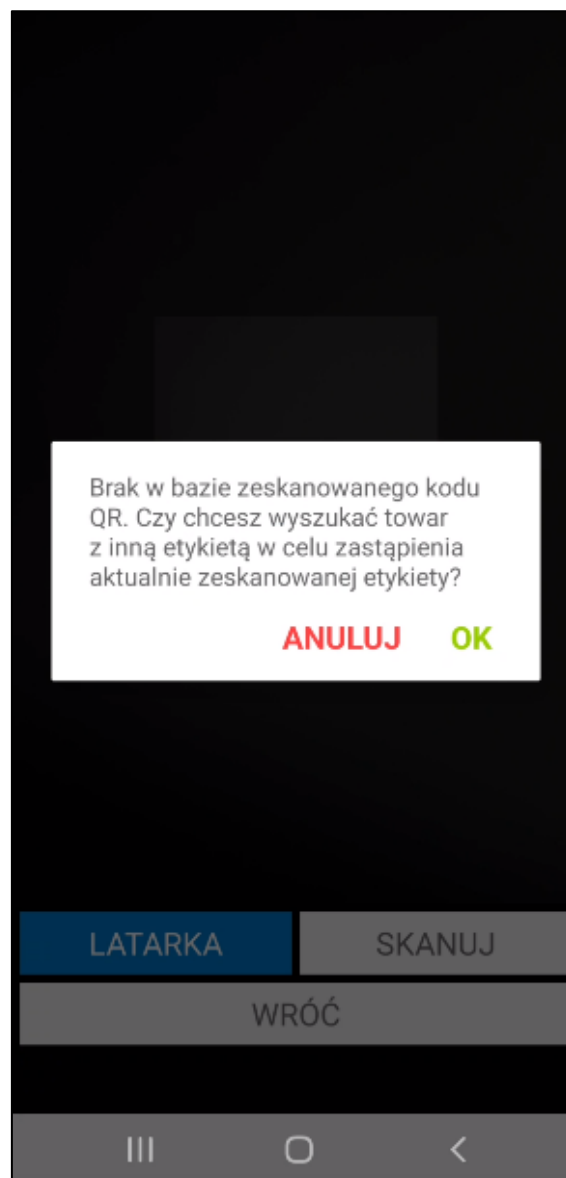 Brak w bazie zeskanowanego kodu
QR. Czy chcesz wyszukać towar
z inną etykietą w celu zastąpienia
aktualnie zeskanowanej etykiety?
ANULUJ OK
LATARKA SKANUJ
WRÓĆ